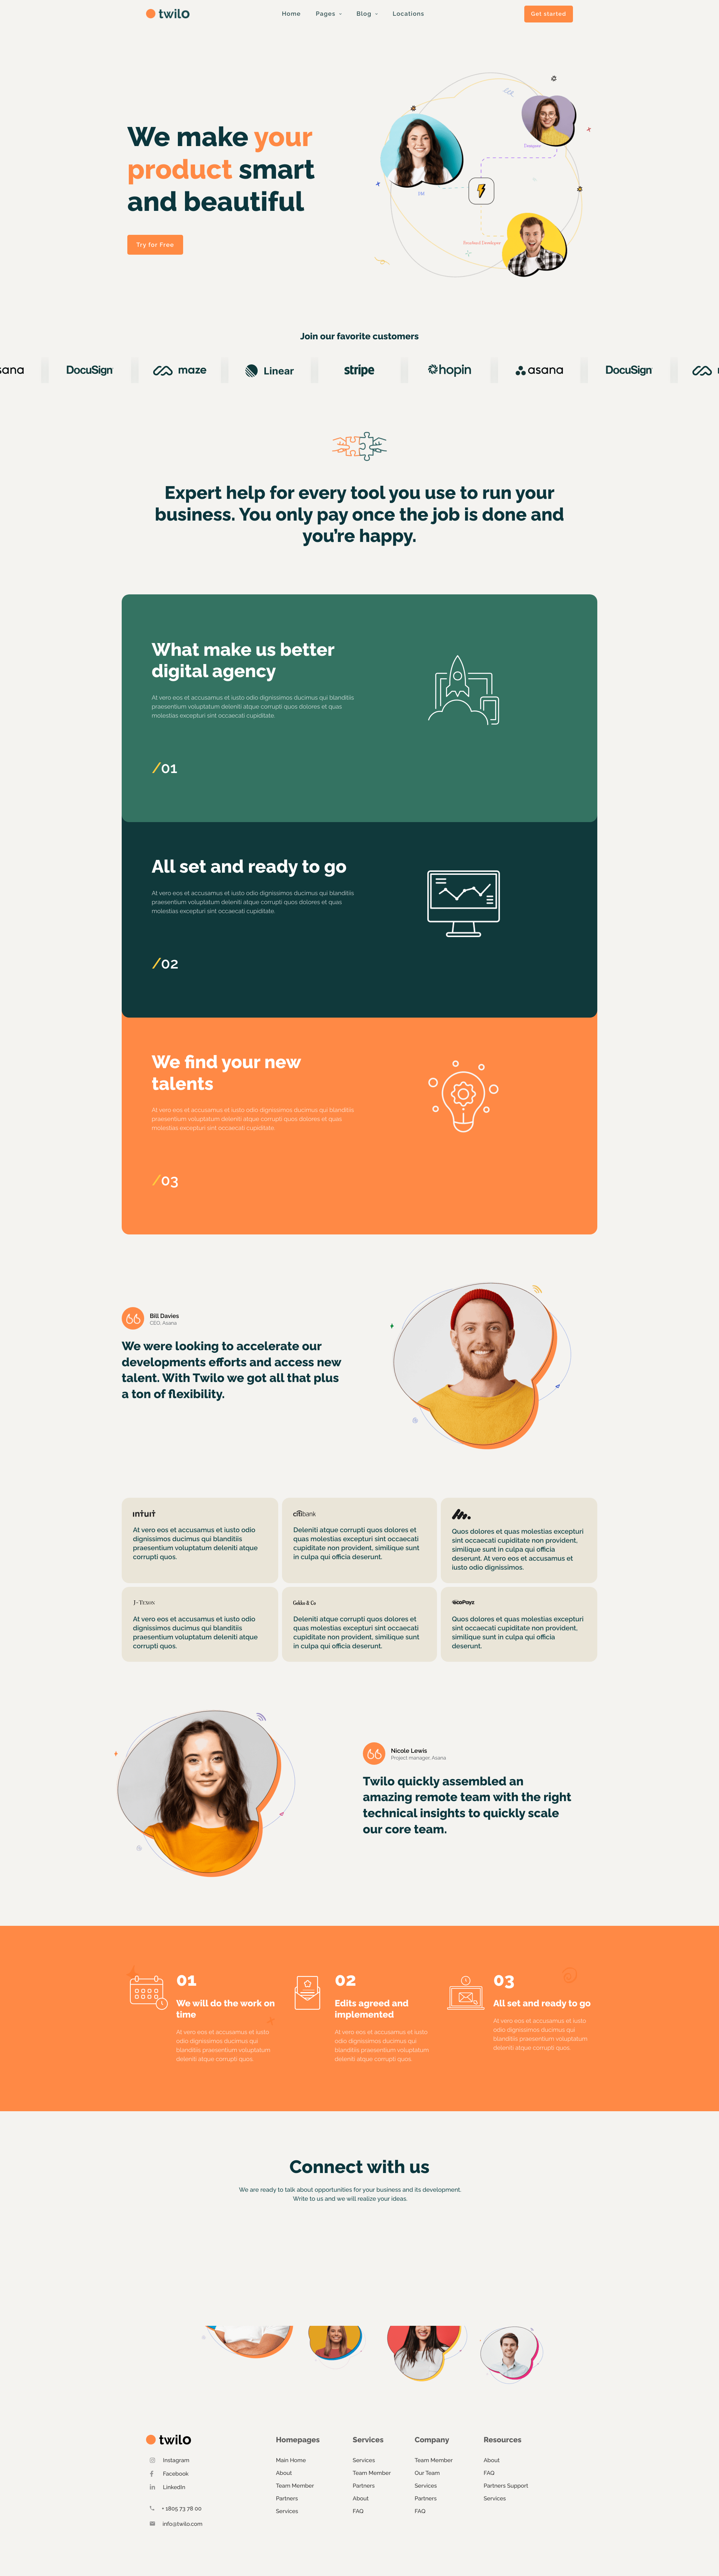 twilo
Home
Pages
Blog
Locations
Get started
We make your
product smart
and beautiful
Try for Free
Designer
PM
Frontend Developer
Join our favorite customers
sana
DocuSign
maze
Linear
stripe
hopin
asana
DocuSign
Expert help for every tool you use to run your
business. You only pay once the job is done and
you're happy.
What make us better
digital agency
At vero eos et accusamus et iusto odio dignissimos ducimus qui blanditiis
praesentium voluptatum deleniti atque corrupti quos dolores et quas
molestias excepturi sint occaecati cupiditate.
/01
All set and ready to go
At vero eos et accusamus et iusto odio dignissimos ducimus qui blanditiis
praesentium voluptatum deleniti atque corrupti quos dolores et quas
molestias excepturi sint occaecati cupiditate.
/02
We find your new
talents
At vero eos et accusamus et iusto odio dignissimos ducimus qui blanditiis
praesentium voluptatum deleniti atque corrupti quos dolores et quas
molestias excepturi sint occaecati cupiditate.
/03
Bill Davies
CEO, Asana
We were looking to accelerate our
developments efforts and access new
talent. With Twilo we got all that plus
a ton of flexibility.
intuit
At vero eos et accusamus et iusto odio
dignissimos ducimus qui blanditiis
praesentium voluptatum deleniti atque
corrupti quos.
citibank
Deleniti atque corrupti quos dolores et
quas molestias excepturi sint occaecati
cupiditate non provident, similique sunt
in culpa qui officia deserunt.
Quos dolores et quas molestias excepturi
sint occaecati cupiditate non provident,
similique sunt in culpa qui officia
deserunt. At vero eos et accusamus et
iusto odio dignissimos.
J-Texon
At vero eos et accusamus et iusto odio
dignissimos ducimus qui blanditiis
praesentium voluptatum deleniti atque
corrupti quos.
Deleniti atque corrupti quos dolores et
quas molestias excepturi sint occaecati
cupiditate non provident, similique sunt
in culpa qui officia deserunt.
ecoPayz
Quos dolores et quas molestias excepturi
sint occaecati cupiditate non provident,
similique sunt in culpa qui officia
deserunt.
Nicole Lewis
Project manager, Asana
Twilo quickly assembled an
amazing remote team with the right
technical insights to quickly scale
our core team.
01
We will do the work on
time
At vero eos et accusamus et iusto
odio dignissimos ducimus qui
blanditiis praesentium voluptatum
deleniti atque corrupti quos.
02
Edits agreed and
implemented
At vero eos et accusamus et iusto
odio dignissimos ducimus qui
blanditiis praesentium voluptatum
deleniti atque corrupti quos.
03
All set and ready to go
At vero eos et accusamus et iusto
odio dignissimos ducimus qui
blanditiis praesentium voluptatum
deleniti atque corrupti quos.
Connect with us
We are ready to talk about opportunities for your business and its development.
Write to us and we will realize your ideas.
twilo
Instagram
Facebook
LinkedIn
+ 1805 73 78 00
info@twilo.com
Homepages
Main Home
About
Team Member
Partners
Services
Services
Services
Team Member
Partners
About
FAQ
Company
Team Member
Our Team
Services
Partners
FAQ
Resources
About
FAQ
Partners Support
Services